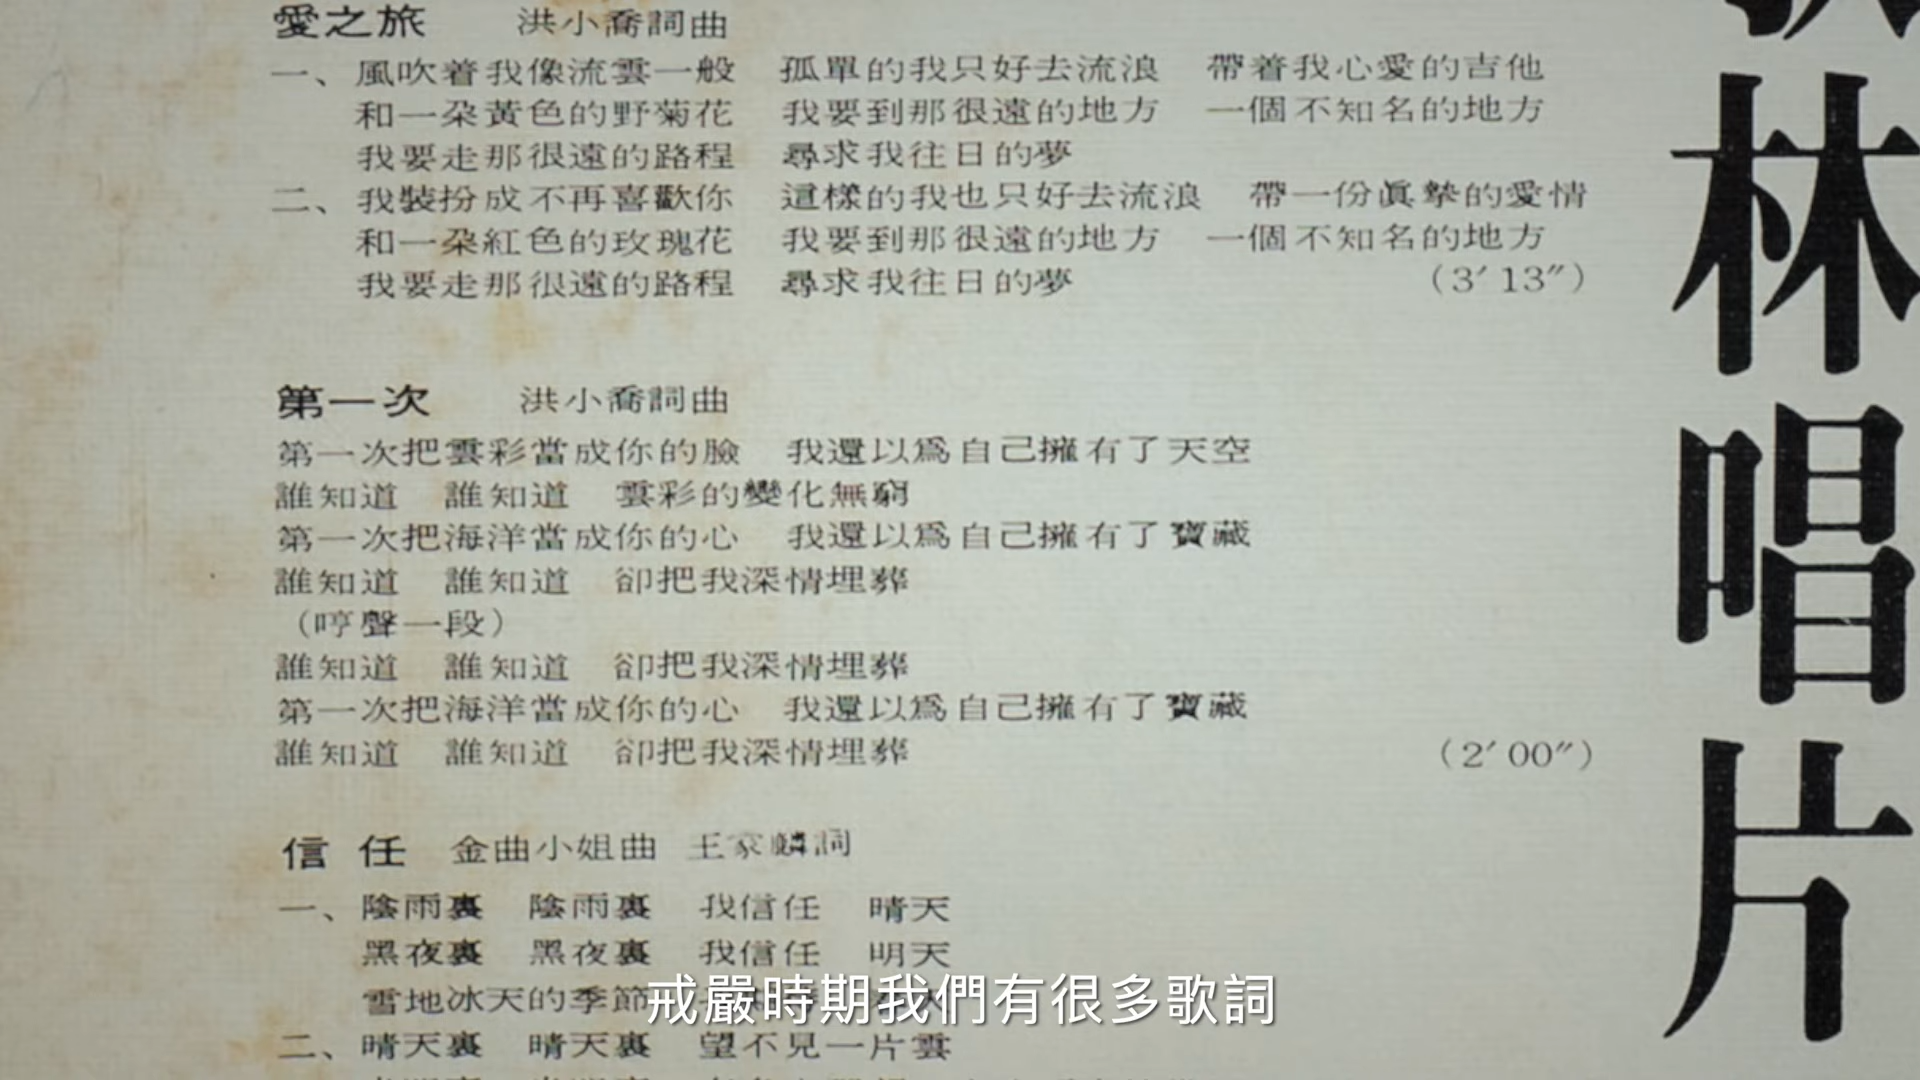 愛之旅　洪小喬詞曲
一、風吹着我像流雲一般　孤單的我只好去流浪　帶着我心愛的吉他
和一朶黃色的野菊花　我要到那很遠的地方　一個不知名的地方
我要走那很遠的路程　尋求我往日的夢
二、我裝扮成不再喜歡你　這樣的我也只好去流浪　帶一份眞摯的愛情
和一朶紅色的玫瑰花　我要到那很遠的地方　一個不知名的地方
我要走那很遠的路程　尋求我往日的夢
（3′13″）
第一次　洪小喬詞曲
第一次把雲彩當成你的臉　我還以爲自己擁有了天空
誰知道　誰知道　雲彩的變化無窮
第一次把海洋當成你的心　我還以爲自己擁有了寶藏
誰知道　誰知道　卻把我深情埋葬
（哼聲一段）
誰知道　誰知道　卻把我深情埋葬
第一次把海洋當成你的心　我還以爲自己擁有了寶藏
誰知道　誰知道　卻把我深情埋葬
（2′00″）
信任　金曲小姐曲　王家麟詞
一、陰雨裏　陰雨裏　我信任　晴天
黑夜裏　黑夜裏　我信任　明天
雪地冰天的季節
二、晴天裏　晴天裏　望不見一片雲
林唱片
戒嚴時期我們有很多歌詞